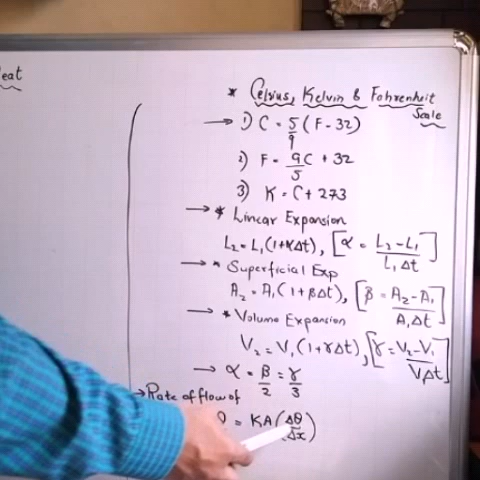 eat
* Celsius, Kelvin & Fahrenheit
Scale
→ 1) C = 5/9 (F - 32)
2) F = 9C/5 + 32
3) K = C + 273
→ * Linear Expansion
L₂ = L₁(1+αΔt), [α = L₂-L₁/L₁Δt]
→ * Superficial Exp
A₂ = A₁(1+βΔt), [β = A₂-A₁/A₁Δt]
→ * Volume Expansion
V₂ = V₁(1+γΔt), [γ = V₂-V₁/V₁Δt]
→ α = β/2 = γ/3
→ Rate of flow of
= KA(Δθ/Δx)